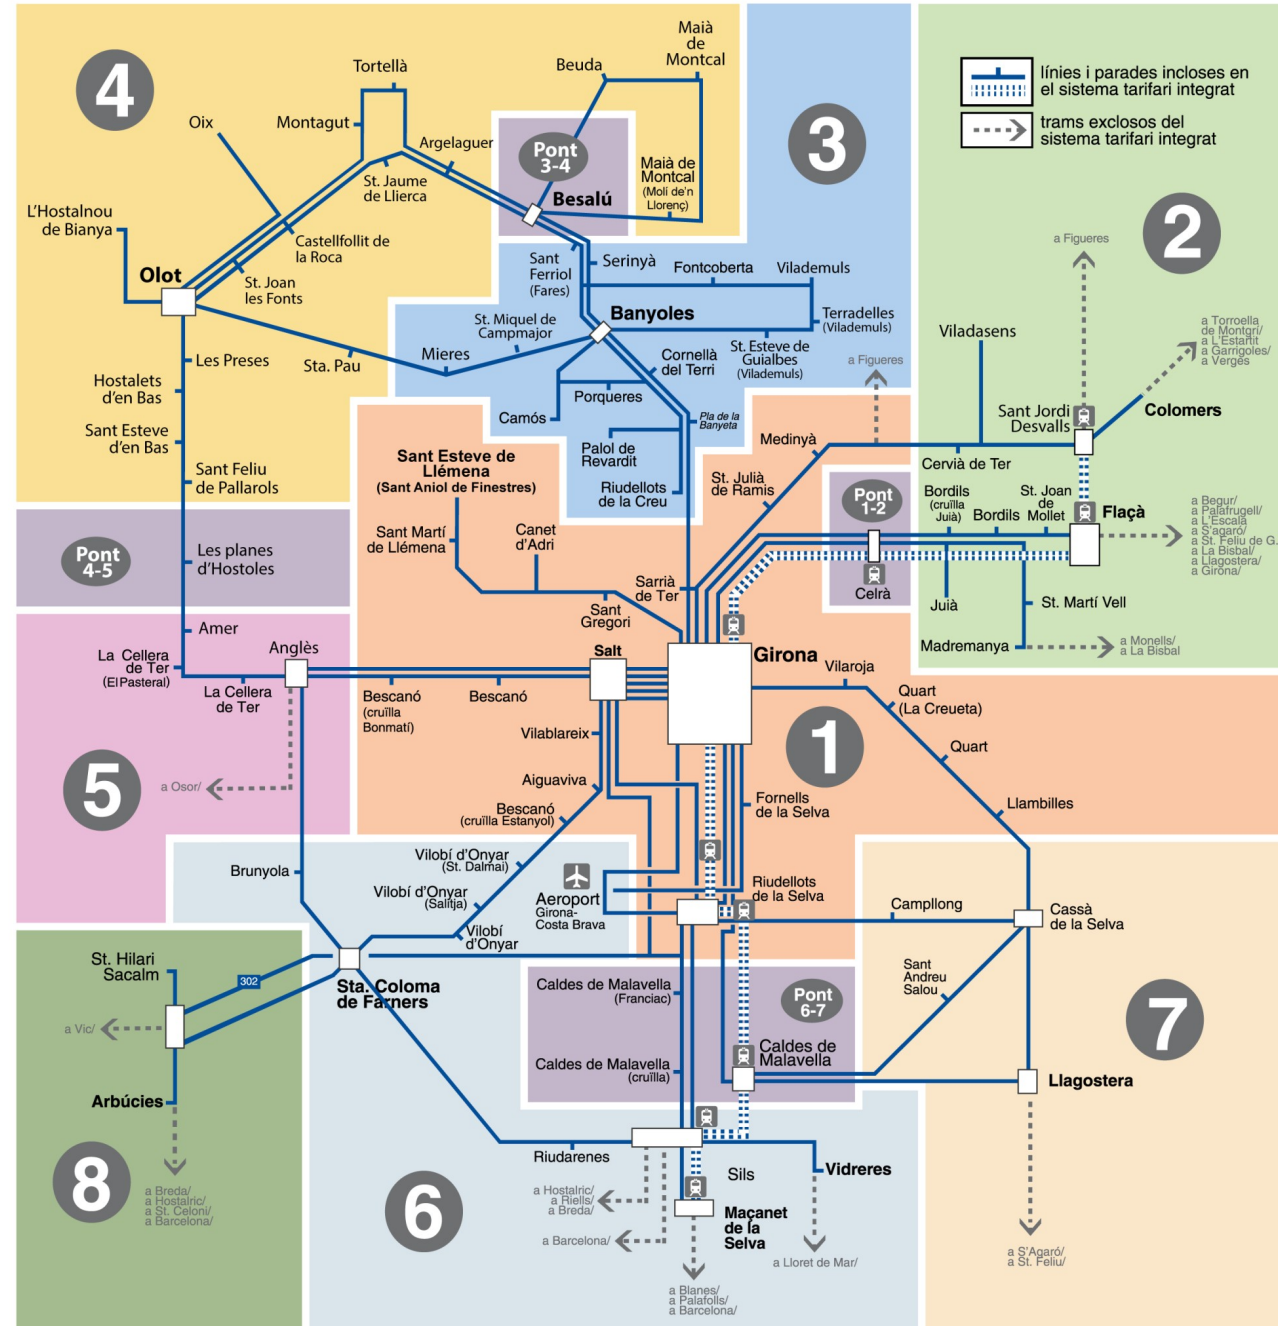 4
Tortellà
Oix
Montagut
Argelaguer
St. Jaume
de Llierca
L'Hostalnou
de Bianya
Castellfollit de
la Roca
St. Joan
les Fonts
Olot
Les Preses
Sta. Pau
Hostalets
d'en Bas
Sant Esteve
d'en Bas
Sant Feliu
de Pallarols
Beuda
Maià
de
Montcal
Pont
3-4
Besalú
Maià de
Montcal
(Molí de'n
Llorenç)
3
Sant
Ferriol
(Fares)
Serinyà
Fontcoberta
Vilademuls
Banyoles
Terradelles
(Vilademuls)
St. Miquel de
Campmajor
Mieres
St. Esteve de
Guialbes
(Vilademuls)
Cornellà
del Terri
Porqueres
Camós
Pla de la
Banyeta
Palol de
Revardit
Riudellots
de la Creu
línies i parades incloses en
el sistema tarifari integrat
trams exclosos del
sistema tarifari integrat
2
a Figueres
a Torroella
de Montgrí/
a L'Estartit
a Garrigoles/
a Verges
Viladasens
Sant Jordi
Desvalls
Colomers
a Figueres
Medinyà
Cervià de Ter
St. Julià
de Ramis
Pont
1-2
Bordils
(cruïlla
Juià)
Bordils
St. Joan
de
Mollet
Flaçà
a Begur/
a Palafrugell/
a L'Escala
a S'agaró/
a St. Feliu de G.
a La Bisbal/
a Llagostera/
a Girona/
Celrà
Juià
St. Martí Vell
Madremanya
a Monells/
a La Bisbal
Sant Esteve de
Llémena
(Sant Aniol de Finestres)
Sant Martí
de Llémena
Canet
d'Adri
Sarrià
de Ter
Sant
Gregori
Pont
4-5
Les planes
d'Hostoles
Amer
La Cellera
de Ter
(El Pasteral)
La Cellera
de Ter
Anglès
Bescanó
(cruïlla
Bonmatí)
Bescanó
Salt
Girona
Vilaroja
Quart
(La Creueta)
Quart
Llambilles
1
5
a Osor/
Vilablareix
Aiguaviva
Bescanó
(cruïlla Estanyol)
Fornells
de la Selva
Brunyola
Vilobí d'Onyar
(St. Dalmai)
Vilobí d'Onyar
(Salitja)
Vilobí
d'Onyar
Aeroport
Girona-
Costa Brava
Riudellots
de la Selva
Campllong
Cassà
de la Selva
St. Hilari
Sacalm
302
Sta. Coloma
de Farners
a Vic/
Caldes de Malavella
(Franciac)
Pont
6-7
Sant
Andreu
Salou
7
Caldes de Malavella
(cruïlla)
Caldes de
Malavella
Llagostera
Arbúcies
8
a Breda/
a Hostalric/
a St. Celoni/
a Barcelona/
6
Riudarenes
Sils
Vidreres
a Hostalric/
a Riells/
a Breda/
a Barcelona/
Maçanet
de la
Selva
a Lloret de Mar/
a Blanes/
a Palafolls/
a Barcelona/
a S'Agaró/
a St. Feliu/